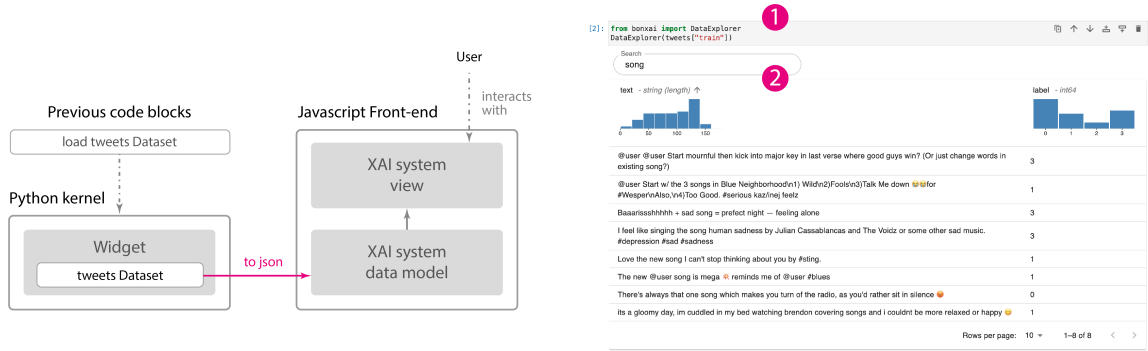 User
interacts
with
Previous code blocks
load tweets Dataset
Python kernel
Widget
tweets Dataset
to json
Javascript Front-end
XAI system
view
XAI system
data model
1
[2]: from bonxai import DataExplorer
DataExplorer(tweets["train"])
Search
song
2
text - string (length) ↑
0 50 100 150
label - int64
0 1 2 3
@user @user Start mournful then kick into major key in last verse where good guys win? (Or just change words in
existing song?) 3
@user Start w/ the 3 songs in Blue Neighborhood\n1) Wild\n2)Fools\n3)Talk Me down 😭😭for
#Wesper\nAlso,\n4)Too Good. #serious kaz/inej feelz 1
Baaarissshhhhh + sad song = prefect night — feeling alone 3
I feel like singing the song human sadness by Julian Cassablancas and The Voidz or some other sad music.
#depression #sad #sadness 3
Love the new song I can't stop thinking about you by #sting. 1
The new @user song is mega 💥 reminds me of @user #blues 1
There's always that one song which makes you turn of the radio, as you'd rather sit in silence 😡 0
its a gloomy day, im cuddled in my bed watching brendon covering songs and i couldnt be more relaxed or happy 😊 1
Rows per page: 10 1–8 of 8